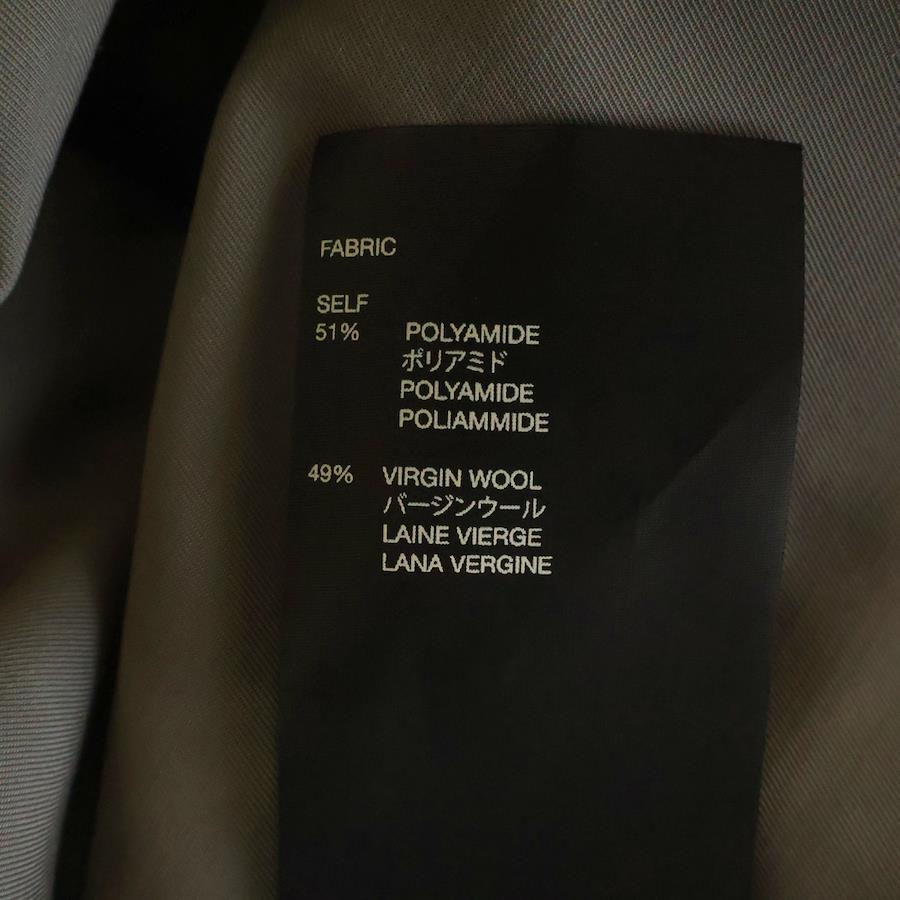 FABRIC
SELF
51% POLYAMIDE
ポリアミド
POLYAMIDE
POLIAMMIDE
49% VIRGIN WOOL
バージンウール
LAINE VIERGE
LANA VERGINE